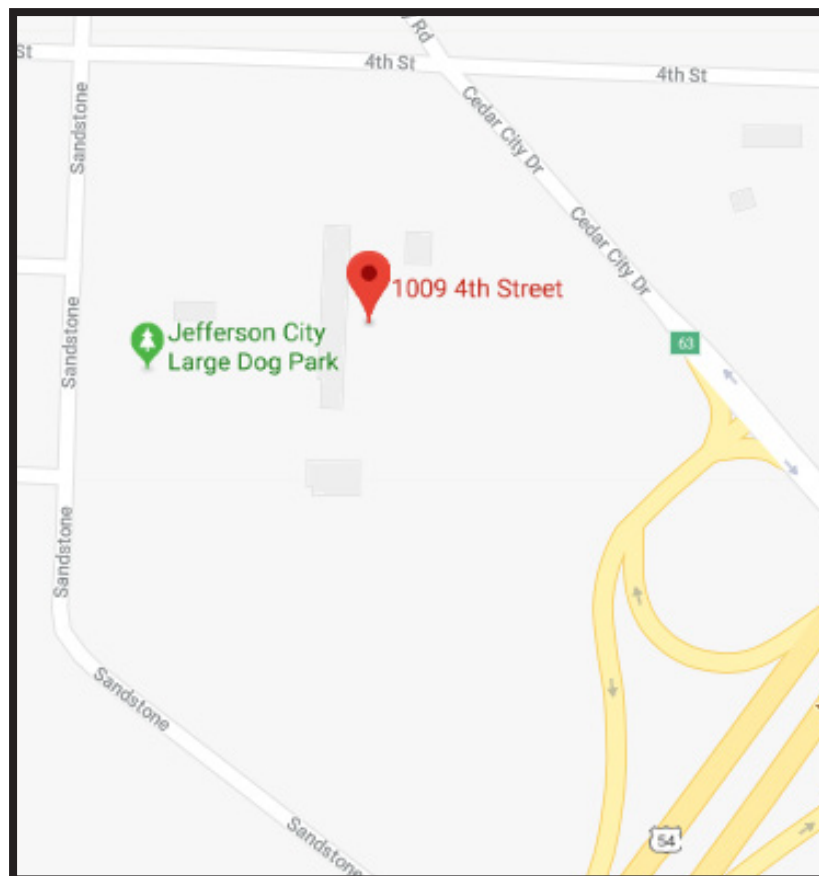 Rd
St
4th St
4th St
Sandstone
Cedar City Dr
Cedar City Dr
1009 4th Street
Sandstone
Jefferson City
Large Dog Park
63
Sandstone
Sandstone
Sandstone
54